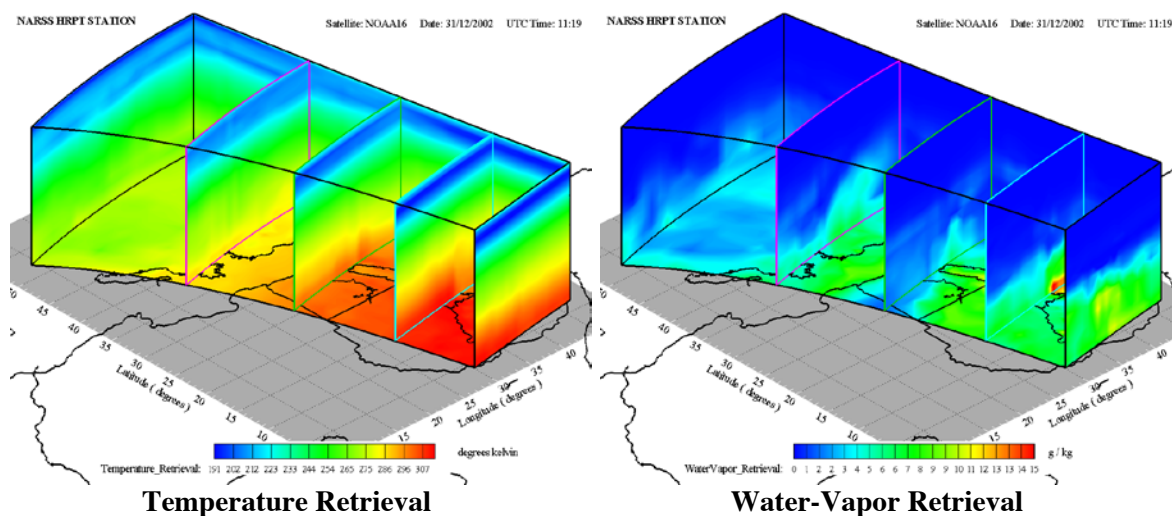 NARSS HRPT STATION
Satellite: NOAA16 Date: 31/12/2002 UTC Time: 11:19
45
40
35
30
25
20
15
10
Latitude ( degrees )
15
20
25
30
35
40
Longitude ( degrees )
191 202 212 223 233 244 254 265 275 286 296 307
degrees kelvin
Temperature_Retrieval:
Temperature Retrieval
NARSS HRPT STATION
Satellite: NOAA16 Date: 31/12/2002 UTC Time: 11:19
45
40
35
30
25
20
15
10
Latitude ( degrees )
15
20
25
30
35
40
Longitude ( degrees )
0 1 2 2 3 4 5 6 6 7 8 9 10 11 12 13 13 14 15
g / kg
WaterVapor_Retrieval:
Water-Vapor Retrieval